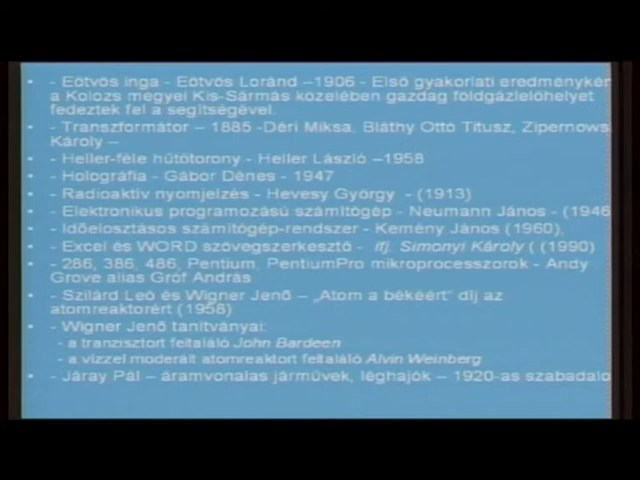 • - Eötvös inga - Eötvös Loránd –1906 - Első gyakorlati eredményként
a Kolozs megyei Kis-Sármás közelében gazdag földgázlelőhelyet
fedeztek fel a segítségével.
• - Transzformátor – 1885 -Déri Miksa, Bláthy Ottó Titusz, Zipernows
Károly –
• - Heller-féle hűtőtorony - Heller László –1958
• - Holográfia - Gábor Dénes - 1947
• - Radioaktív nyomjelzés - Hevesy György - (1913)
• - Elektronikus programozású számítógép - Neumann János - (1946
• - Időelosztásos számítógép-rendszer - Kemény János (1960),
• - Excel és WORD szövegszerkesztő - ifj. Simonyi Károly ( (1990)
• - 286, 386, 486, Pentium, PentiumPro mikroprocesszorok - Andy
Grove alias Gróf András
• - Szilárd Leó és Wigner Jenő – „Atom a békéért” díj az
atomreaktorért (1958)
• - Wigner Jenő tanítványai:
- a tranzisztort feltaláló John Bardeen
- a vízzel moderált atomreaktort feltaláló Alvin Weinberg
• - Járay Pál – áramvonalas járművek, léghajók – 1920-as szabadalo